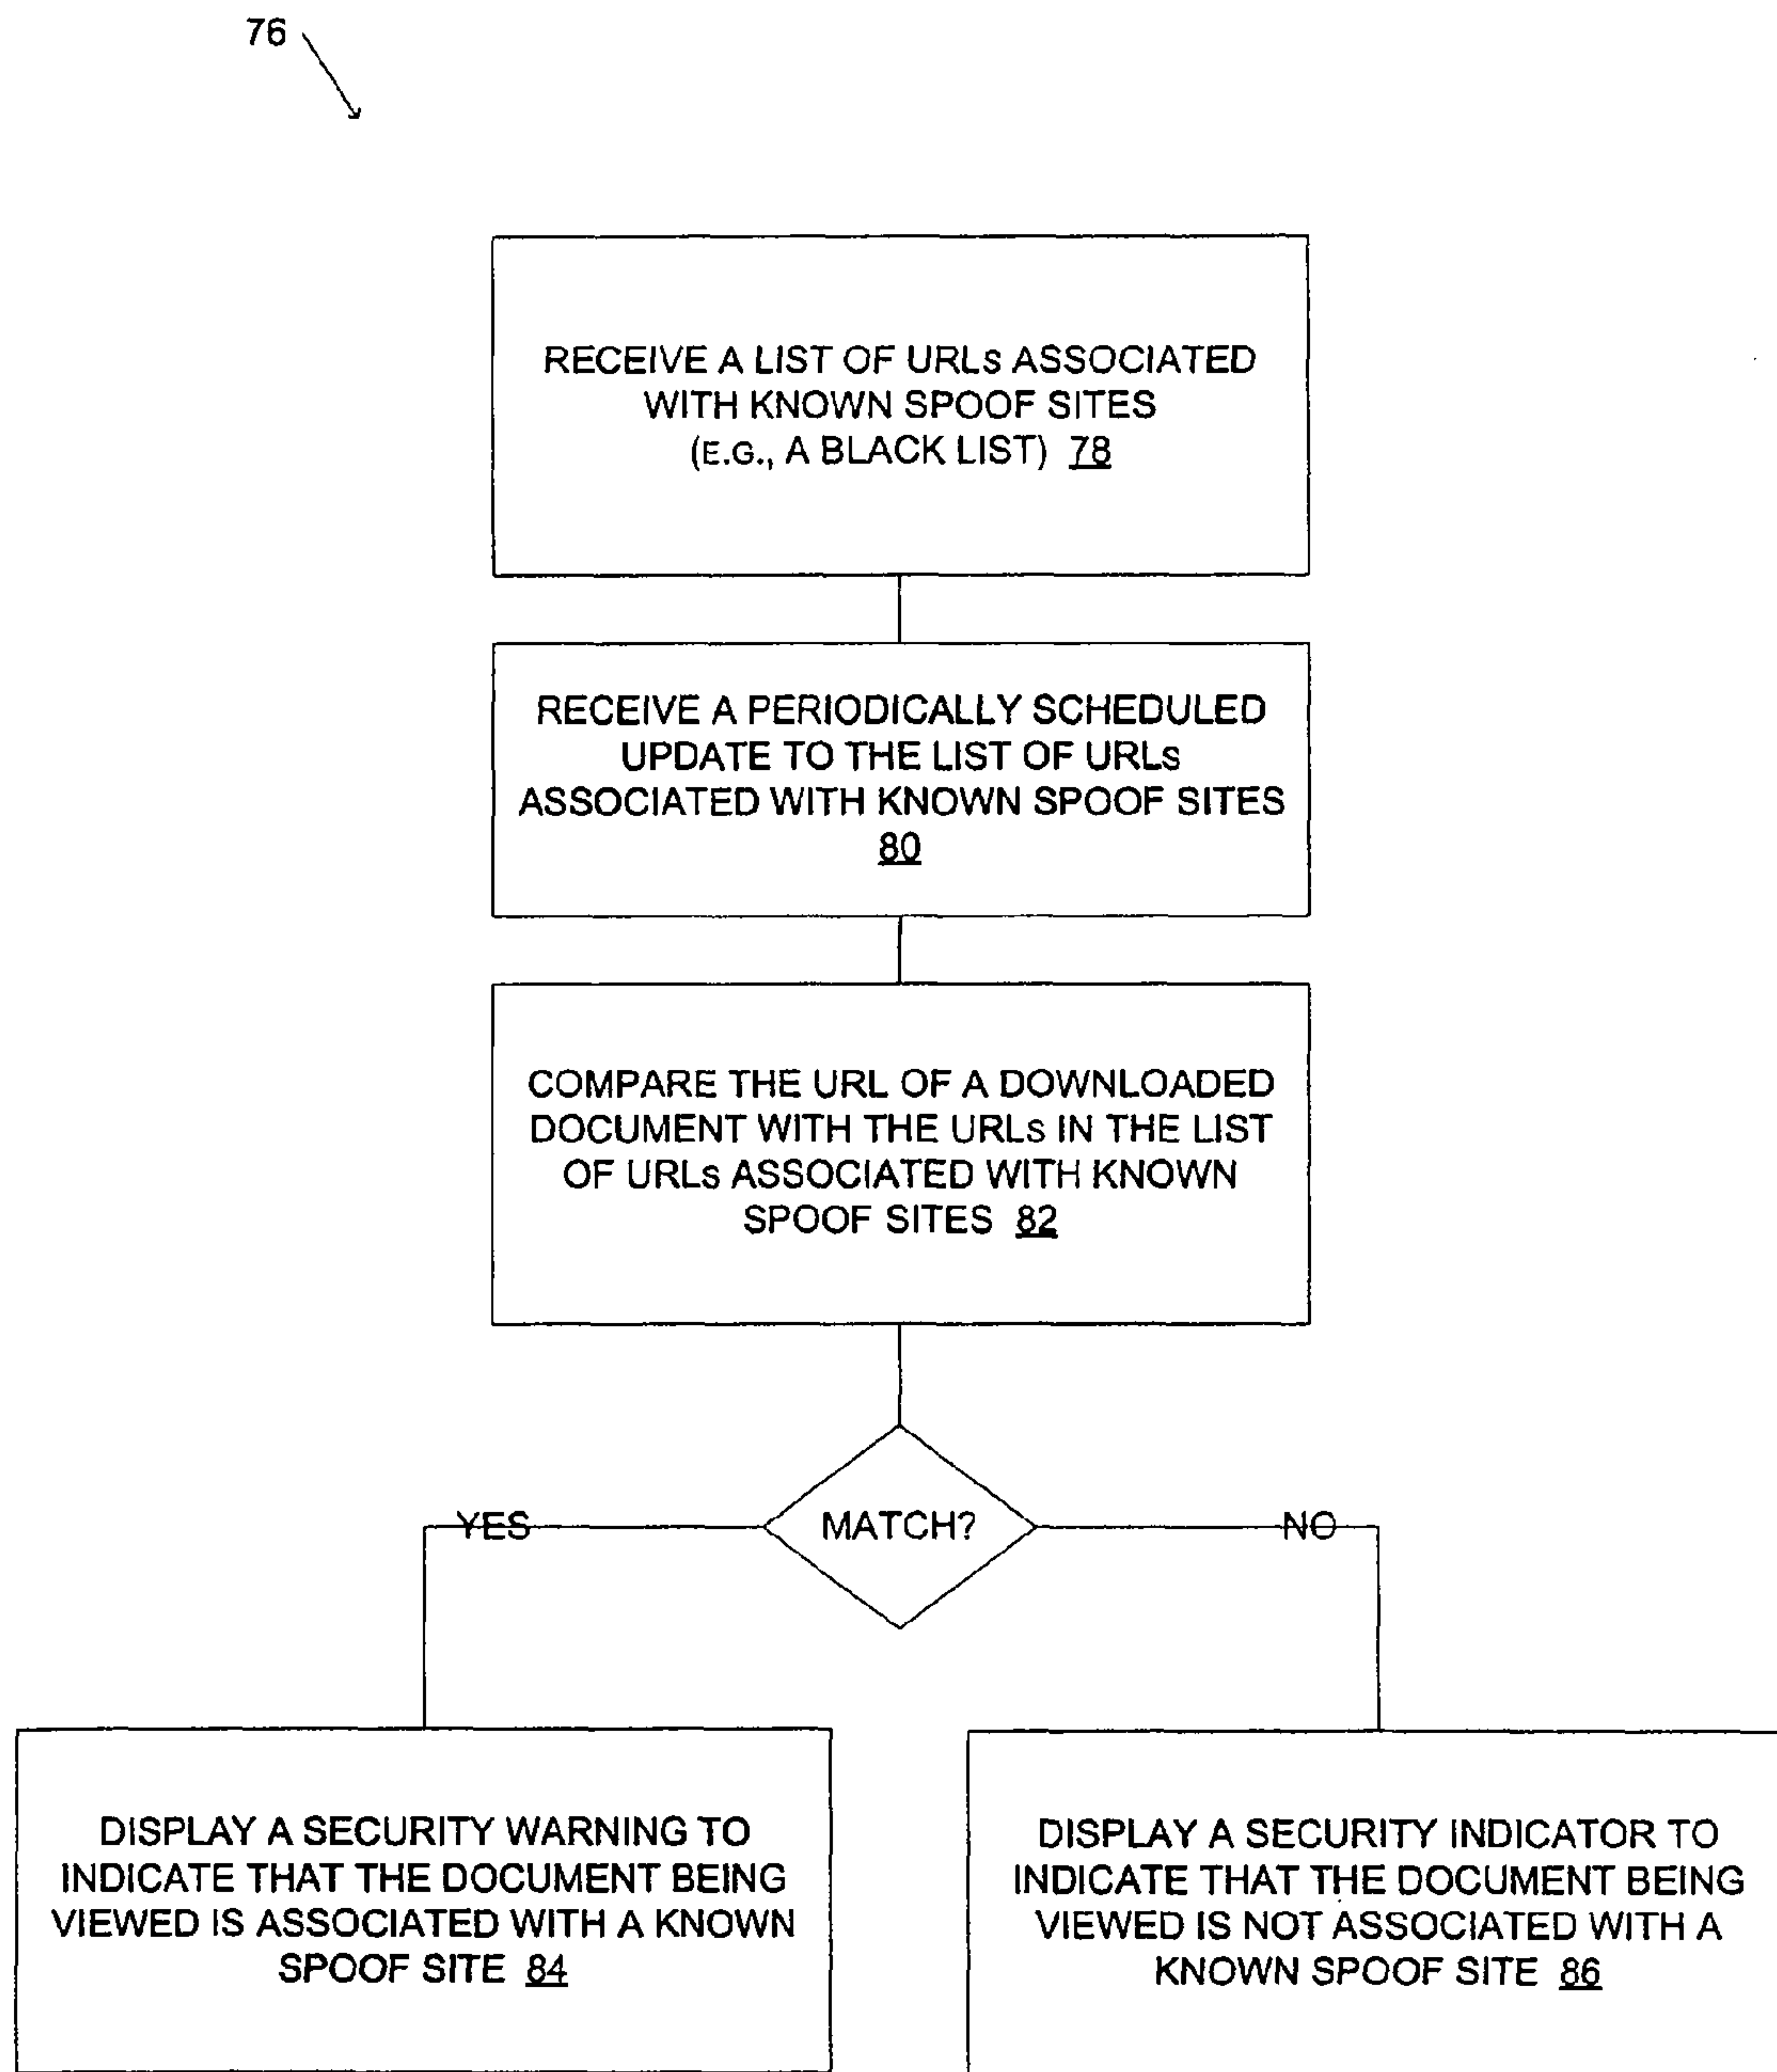 76
RECEIVE A LIST OF URLs ASSOCIATED
WITH KNOWN SPOOF SITES
(E.G., A BLACK LIST) 78
RECEIVE A PERIODICALLY SCHEDULED
UPDATE TO THE LIST OF URLs
ASSOCIATED WITH KNOWN SPOOF SITES
80
COMPARE THE URL OF A DOWNLOADED
DOCUMENT WITH THE URLs IN THE LIST
OF URLs ASSOCIATED WITH KNOWN
SPOOF SITES 82
MATCH?
YES
NO
DISPLAY A SECURITY WARNING TO
INDICATE THAT THE DOCUMENT BEING
VIEWED IS ASSOCIATED WITH A KNOWN
SPOOF SITE 84
DISPLAY A SECURITY INDICATOR TO
INDICATE THAT THE DOCUMENT BEING
VIEWED IS NOT ASSOCIATED WITH A
KNOWN SPOOF SITE 86